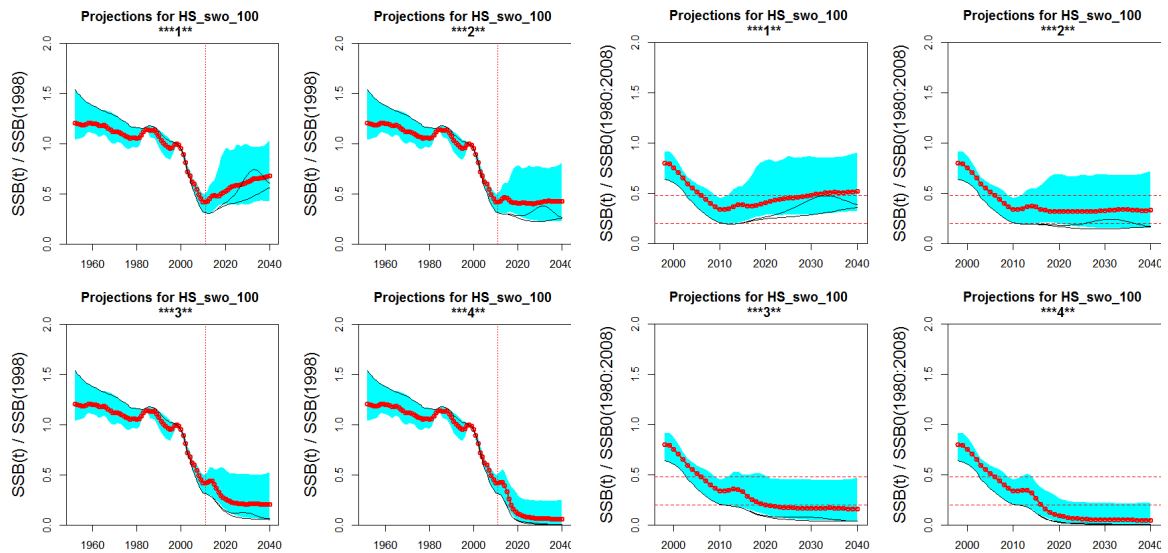 Projections for HS_swo_100
***1**
SSB(t) / SSB(1998)
0.0 0.5 1.0 1.5 2.0
1960 1980 2000 2020 2040
Projections for HS_swo_100
***2**
SSB(t) / SSB(1998)
0.0 0.5 1.0 1.5 2.0
1960 1980 2000 2020 2040
Projections for HS_swo_100
***1**
SSB(t) / SSB0(1980:2008)
0.0 0.5 1.0 1.5 2.0
2000 2010 2020 2030 2040
Projections for HS_swo_100
***2**
SSB(t) / SSB0(1980:2008)
0.0 0.5 1.0 1.5 2.0
2000 2010 2020 2030 2040
Projections for HS_swo_100
***3**
SSB(t) / SSB(1998)
0.0 0.5 1.0 1.5 2.0
1960 1980 2000 2020 2040
Projections for HS_swo_100
***4**
SSB(t) / SSB(1998)
0.0 0.5 1.0 1.5 2.0
1960 1980 2000 2020 2040
Projections for HS_swo_100
***3**
SSB(t) / SSB0(1980:2008)
0.0 0.5 1.0 1.5 2.0
2000 2010 2020 2030 2040
Projections for HS_swo_100
***4**
SSB(t) / SSB0(1980:2008)
0.0 0.5 1.0 1.5 2.0
2000 2010 2020 2030 2040